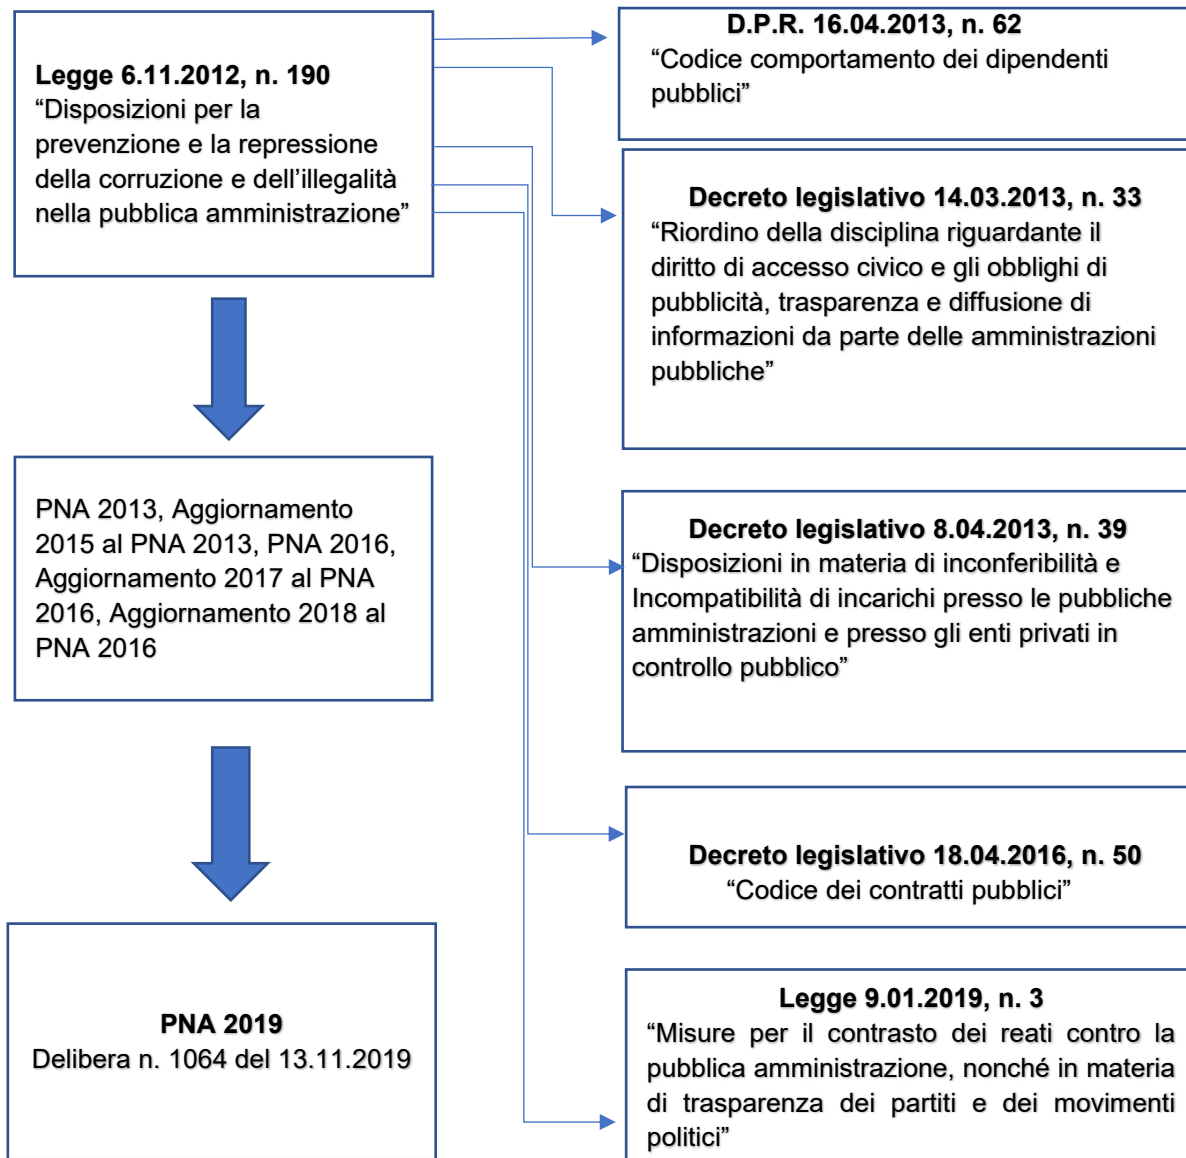 Legge 6.11.2012, n. 190
“Disposizioni per la
prevenzione e la repressione
della corruzione e dell’illegalità
nella pubblica amministrazione”
PNA 2013, Aggiornamento
2015 al PNA 2013, PNA 2016,
Aggiornamento 2017 al PNA
2016, Aggiornamento 2018 al
PNA 2016
PNA 2019
Delibera n. 1064 del 13.11.2019
D.P.R. 16.04.2013, n. 62
“Codice comportamento dei dipendenti
pubblici”
Decreto legislativo 14.03.2013, n. 33
“Riordino della disciplina riguardante il
diritto di accesso civico e gli obblighi di
pubblicità, trasparenza e diffusione di
informazioni da parte delle amministrazioni
pubbliche”
Decreto legislativo 8.04.2013, n. 39
“Disposizioni in materia di inconferibilità e
Incompatibilità di incarichi presso le pubbliche
amministrazioni e presso gli enti privati in
controllo pubblico”
Decreto legislativo 18.04.2016, n. 50
“Codice dei contratti pubblici”
Legge 9.01.2019, n. 3
“Misure per il contrasto dei reati contro la
pubblica amministrazione, nonché in materia
di trasparenza dei partiti e dei movimenti
politici”